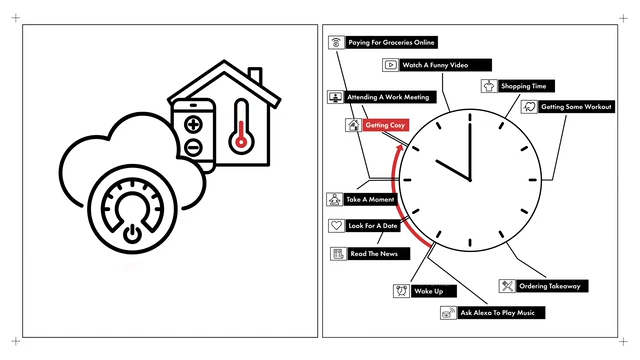 Paying For Groceries Online
Watch A Funny Video
Shopping Time
Attending A Work Meeting
Getting Some Workout
Getting Cosy
Take A Moment
Look For A Date
Read The News
Wake Up
Ordering Takeaway
Ask Alexa To Play Music